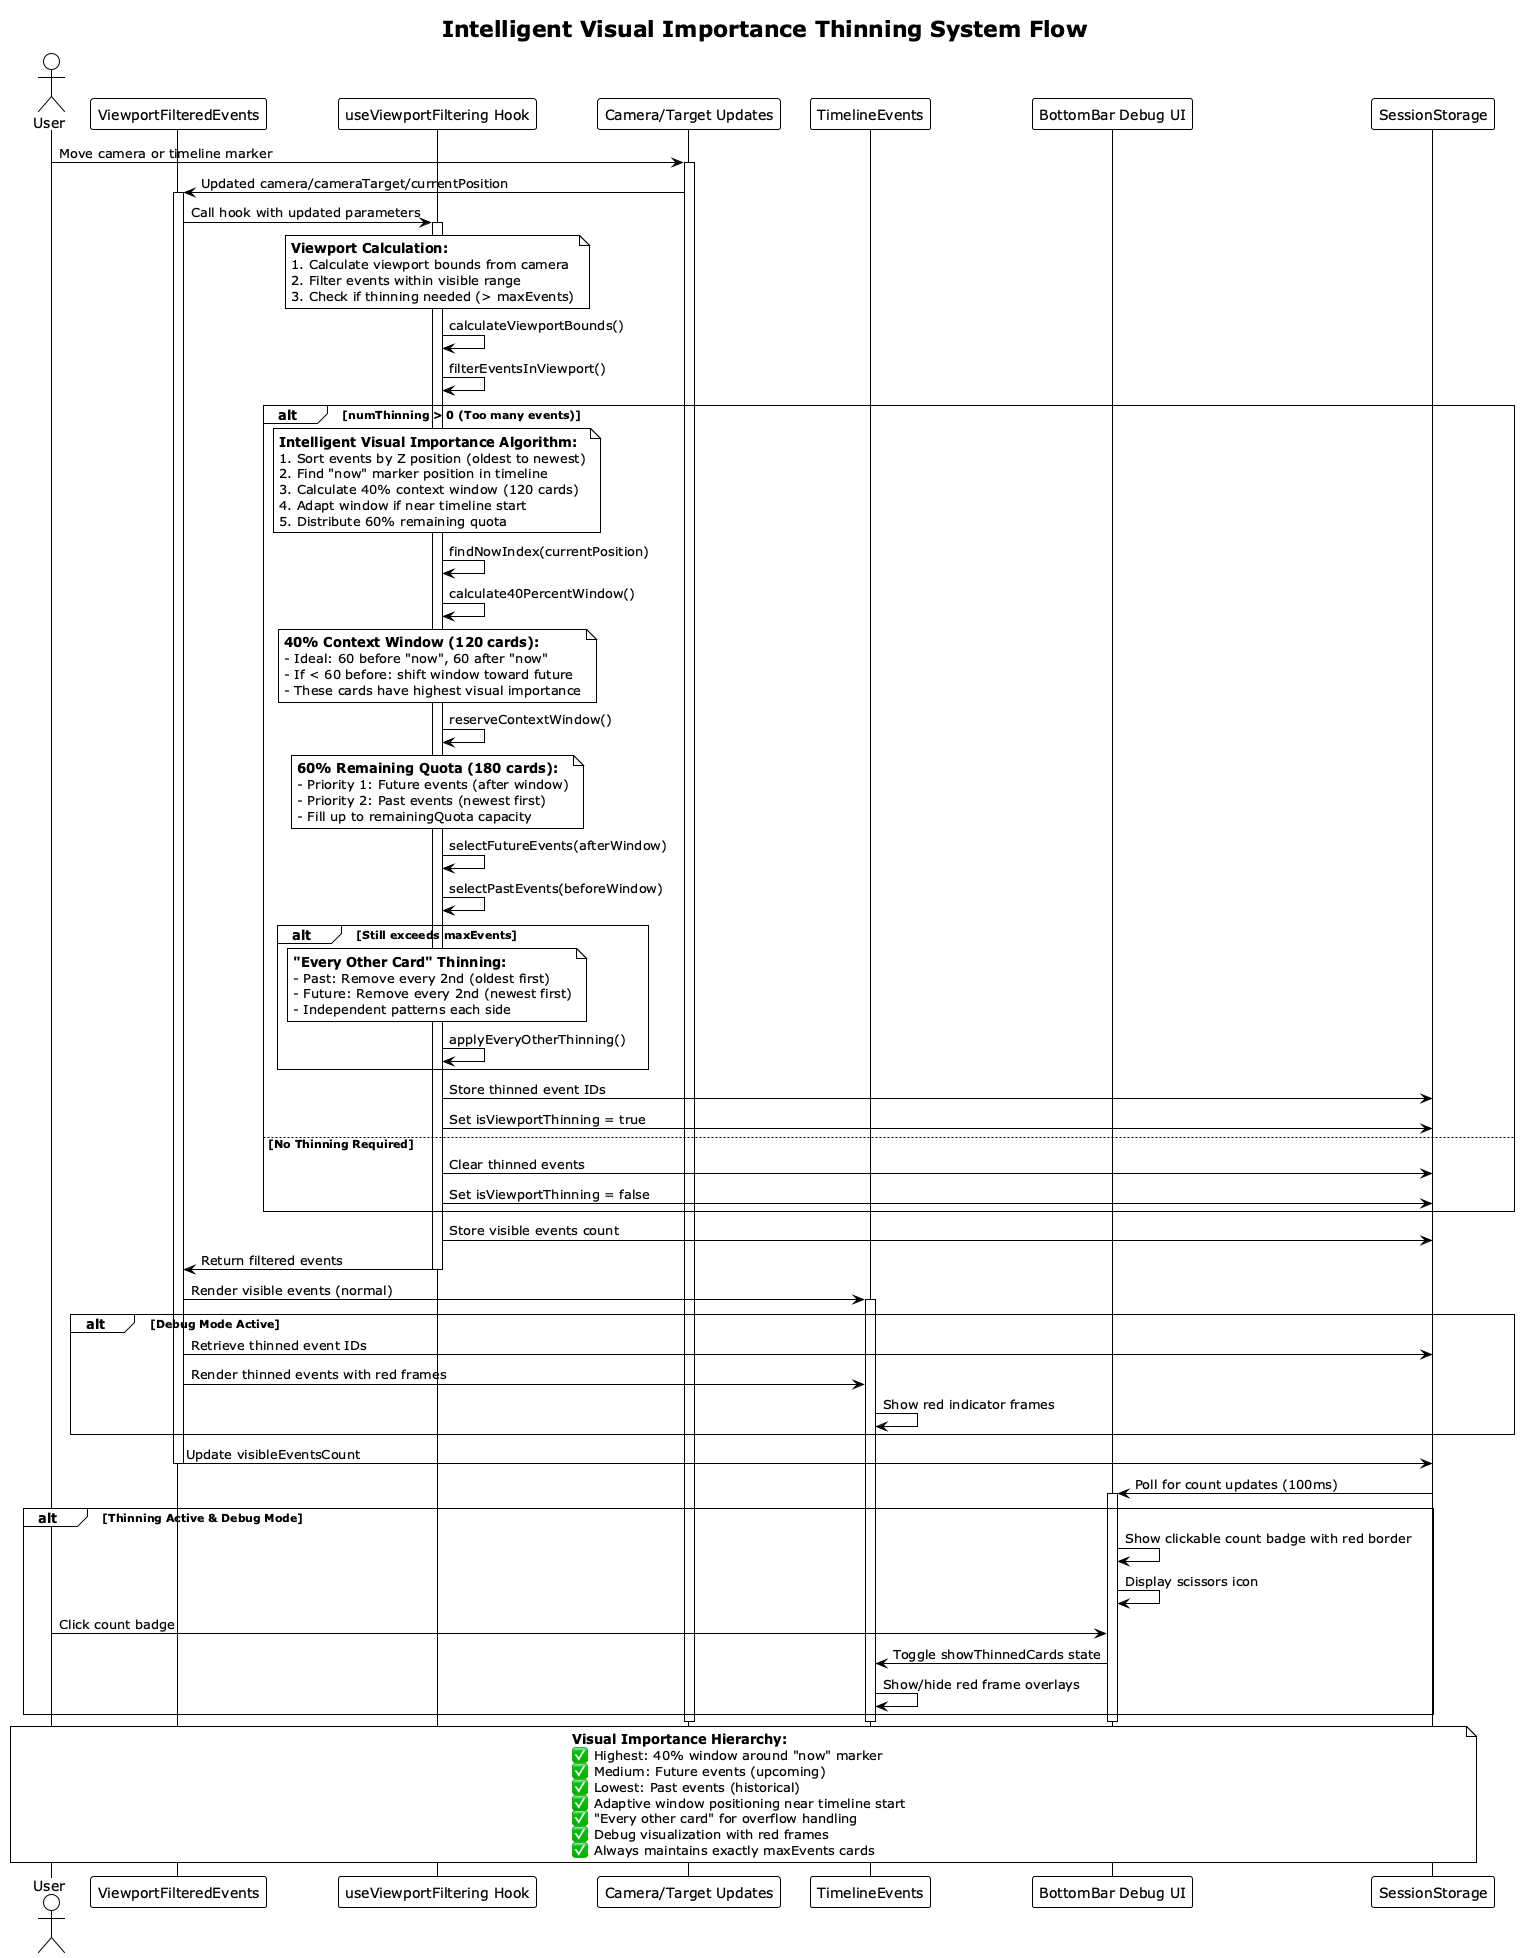 Intelligent Visual Importance Thinning System Flow
User
ViewportFilteredEvents
useViewportFiltering Hook
Camera/Target Updates
TimelineEvents
BottomBar Debug UI
SessionStorage
Move camera or timeline marker
Updated camera/cameraTarget/currentPosition
Call hook with updated parameters
Viewport Calculation:
1. Calculate viewport bounds from camera
2. Filter events within visible range
3. Check if thinning needed (> maxEvents)
calculateViewportBounds()
filterEventsInViewport()
alt [numThinning > 0 (Too many events)]
Intelligent Visual Importance Algorithm:
1. Sort events by Z position (oldest to newest)
2. Find "now" marker position in timeline
3. Calculate 40% context window (120 cards)
4. Adapt window if near timeline start
5. Distribute 60% remaining quota
findNowIndex(currentPosition)
calculate40PercentWindow()
40% Context Window (120 cards):
- Ideal: 60 before "now", 60 after "now"
- If < 60 before: shift window toward future
- These cards have highest visual importance
reserveContextWindow()
60% Remaining Quota (180 cards):
- Priority 1: Future events (after window)
- Priority 2: Past events (newest first)
- Fill up to remainingQuota capacity
selectFutureEvents(afterWindow)
selectPastEvents(beforeWindow)
alt [Still exceeds maxEvents]
"Every Other Card" Thinning:
- Past: Remove every 2nd (oldest first)
- Future: Remove every 2nd (newest first)
- Independent patterns each side
applyEveryOtherThinning()
Store thinned event IDs
Set isViewportThinning = true
[No Thinning Required]
Clear thinned events
Set isViewportThinning = false
Store visible events count
Return filtered events
Render visible events (normal)
alt [Debug Mode Active]
Retrieve thinned event IDs
Render thinned events with red frames
Show red indicator frames
Update visibleEventsCount
Poll for count updates (100ms)
alt [Thinning Active & Debug Mode]
Show clickable count badge with red border
Display scissors icon
Click count badge
Toggle showThinnedCards state
Show/hide red frame overlays
Visual Importance Hierarchy:
✅ Highest: 40% window around "now" marker
✅ Medium: Future events (upcoming)
✅ Lowest: Past events (historical)
✅ Adaptive window positioning near timeline start
✅ "Every other card" for overflow handling
✅ Debug visualization with red frames
✅ Always maintains exactly maxEvents cards
User
ViewportFilteredEvents
useViewportFiltering Hook
Camera/Target Updates
TimelineEvents
BottomBar Debug UI
SessionStorage